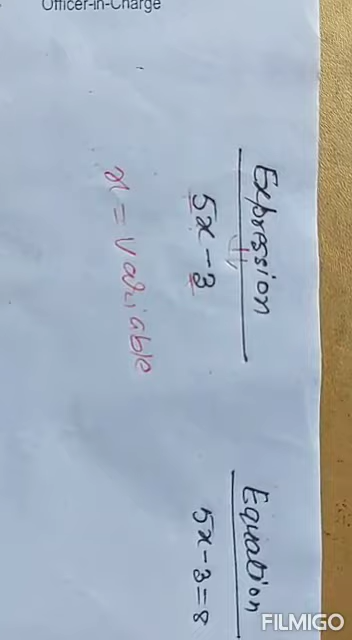 Officer-in-Charge
Expression
5x - 3
x = variable
Equation
5x - 3 = 8
FILMIGO